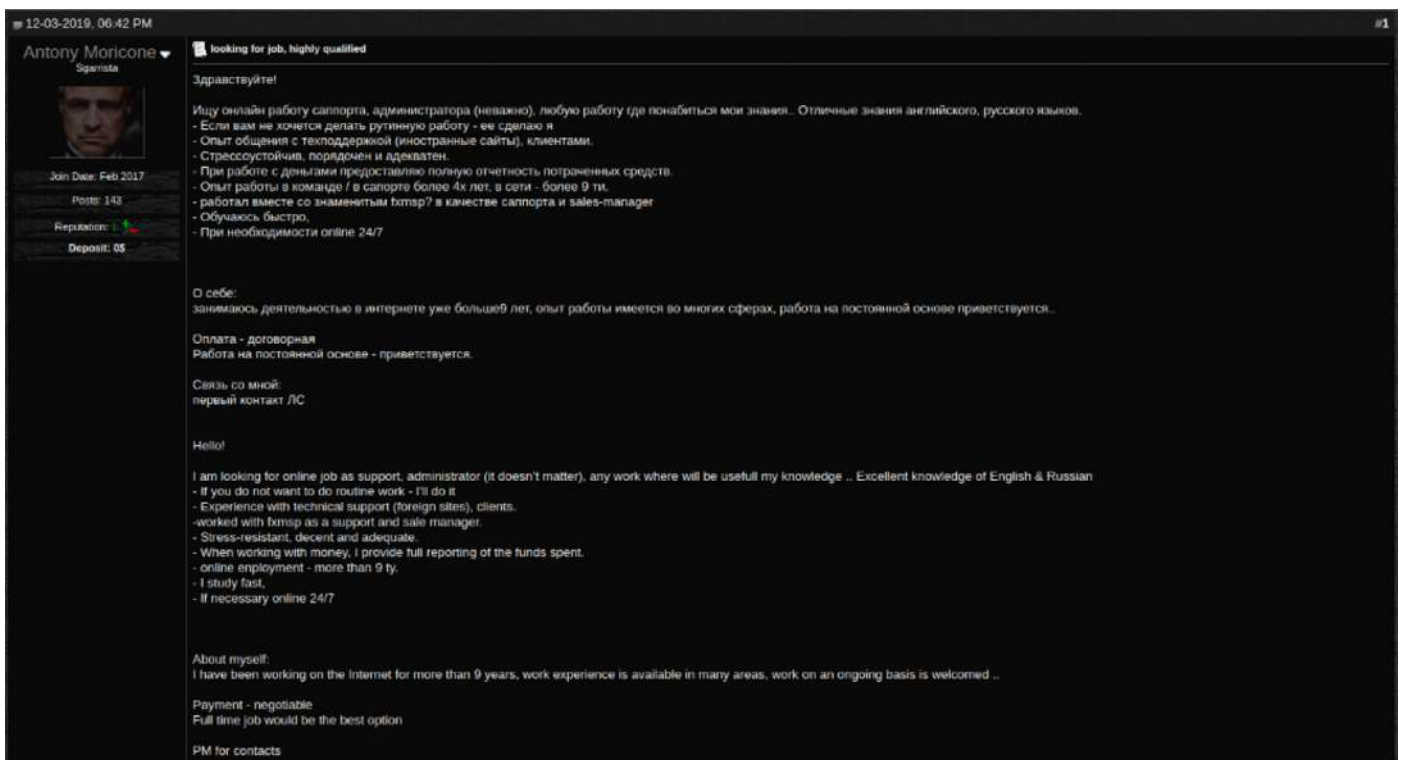 12-03-2019, 06:42 PM
#1
Antony Moricone
Sgarrista
Join Date: Feb 2017
Posts: 143
Reputation:
Deposit: 0$
looking for job, highly qualified
Здравствуйте!
Ищу онлайн работу саппорта, администратора (неважно), любую работу где понабиться мои знания.. Отличные знания английского, русского языков.
- Если вам не хочется делать рутинную работу - ее сделаю я
- Опыт общения с техподдержкой (иностранные сайты), клиентами.
- Стрессоустойчив, порядочен и адекватен.
- При работе с деньгами предоставляю полную отчетность потраченных средств.
- Опыт работы в команде / в сапорте более 4х лет, в сети - более 9 ти.
- работал вместе со знаменитым fxmsp? в качестве саппорта и sales-manager
- Обучаюсь быстро,
- При необходимости online 24/7
О себе:
занимаюсь деятельностью в интернете уже больше9 лет, опыт работы имеется во многих сферах, работа на постоянной основе приветствуется..
Оплата - договорная
Работа на постоянной основе - приветствуется.
Связь со мной:
первый контакт ЛС
Hello!
I am looking for online job as support, administrator (it doesn't matter), any work where will be usefull my knowledge .. Excellent knowledge of English & Russian
- If you do not want to do routine work - I'll do it
- Experience with technical support (foreign sites), clients.
-worked with fxmsp as a support and sale manager.
- Stress-resistant, decent and adequate.
- When working with money, I provide full reporting of the funds spent.
- online enployment - more than 9 ty.
- I study fast,
- If necessary online 24/7
About myself:
I have been working on the Internet for more than 9 years, work experience is available in many areas, work on an ongoing basis is welcomed ..
Payment - negotiable
Full time job would be the best option
PM for contacts